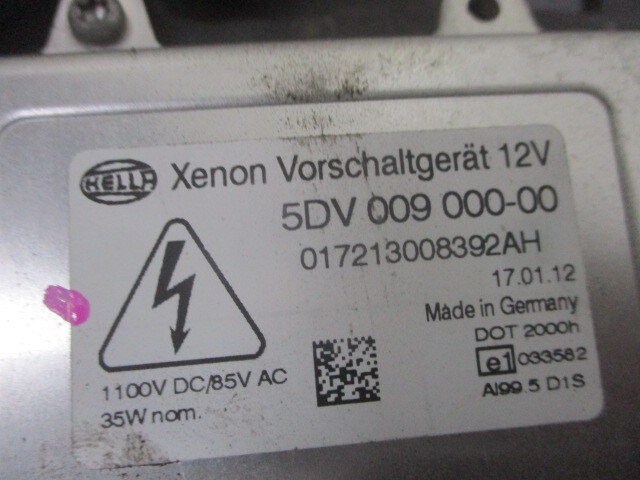 HELLA Xenon Vorschaltgerät 12V
5DV 009 000-00
017213008392AH
17.01.12
Made in Germany
DOT 2000h
e1 033582
AI99.5 D1S
1100V DC/85V AC
35W nom.